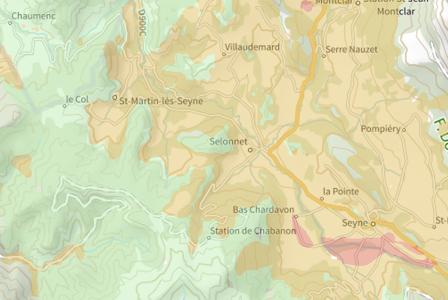 Montclar
Station St-Jean
Montclar
Chaumenc
D900C
Villaudemard
Serre Nauzet
le Col
St-Martin-lès-Seyne
Pompiéry
Selonnet
la Pointe
Bas Chardavon
Seyne
Station de Chabanon